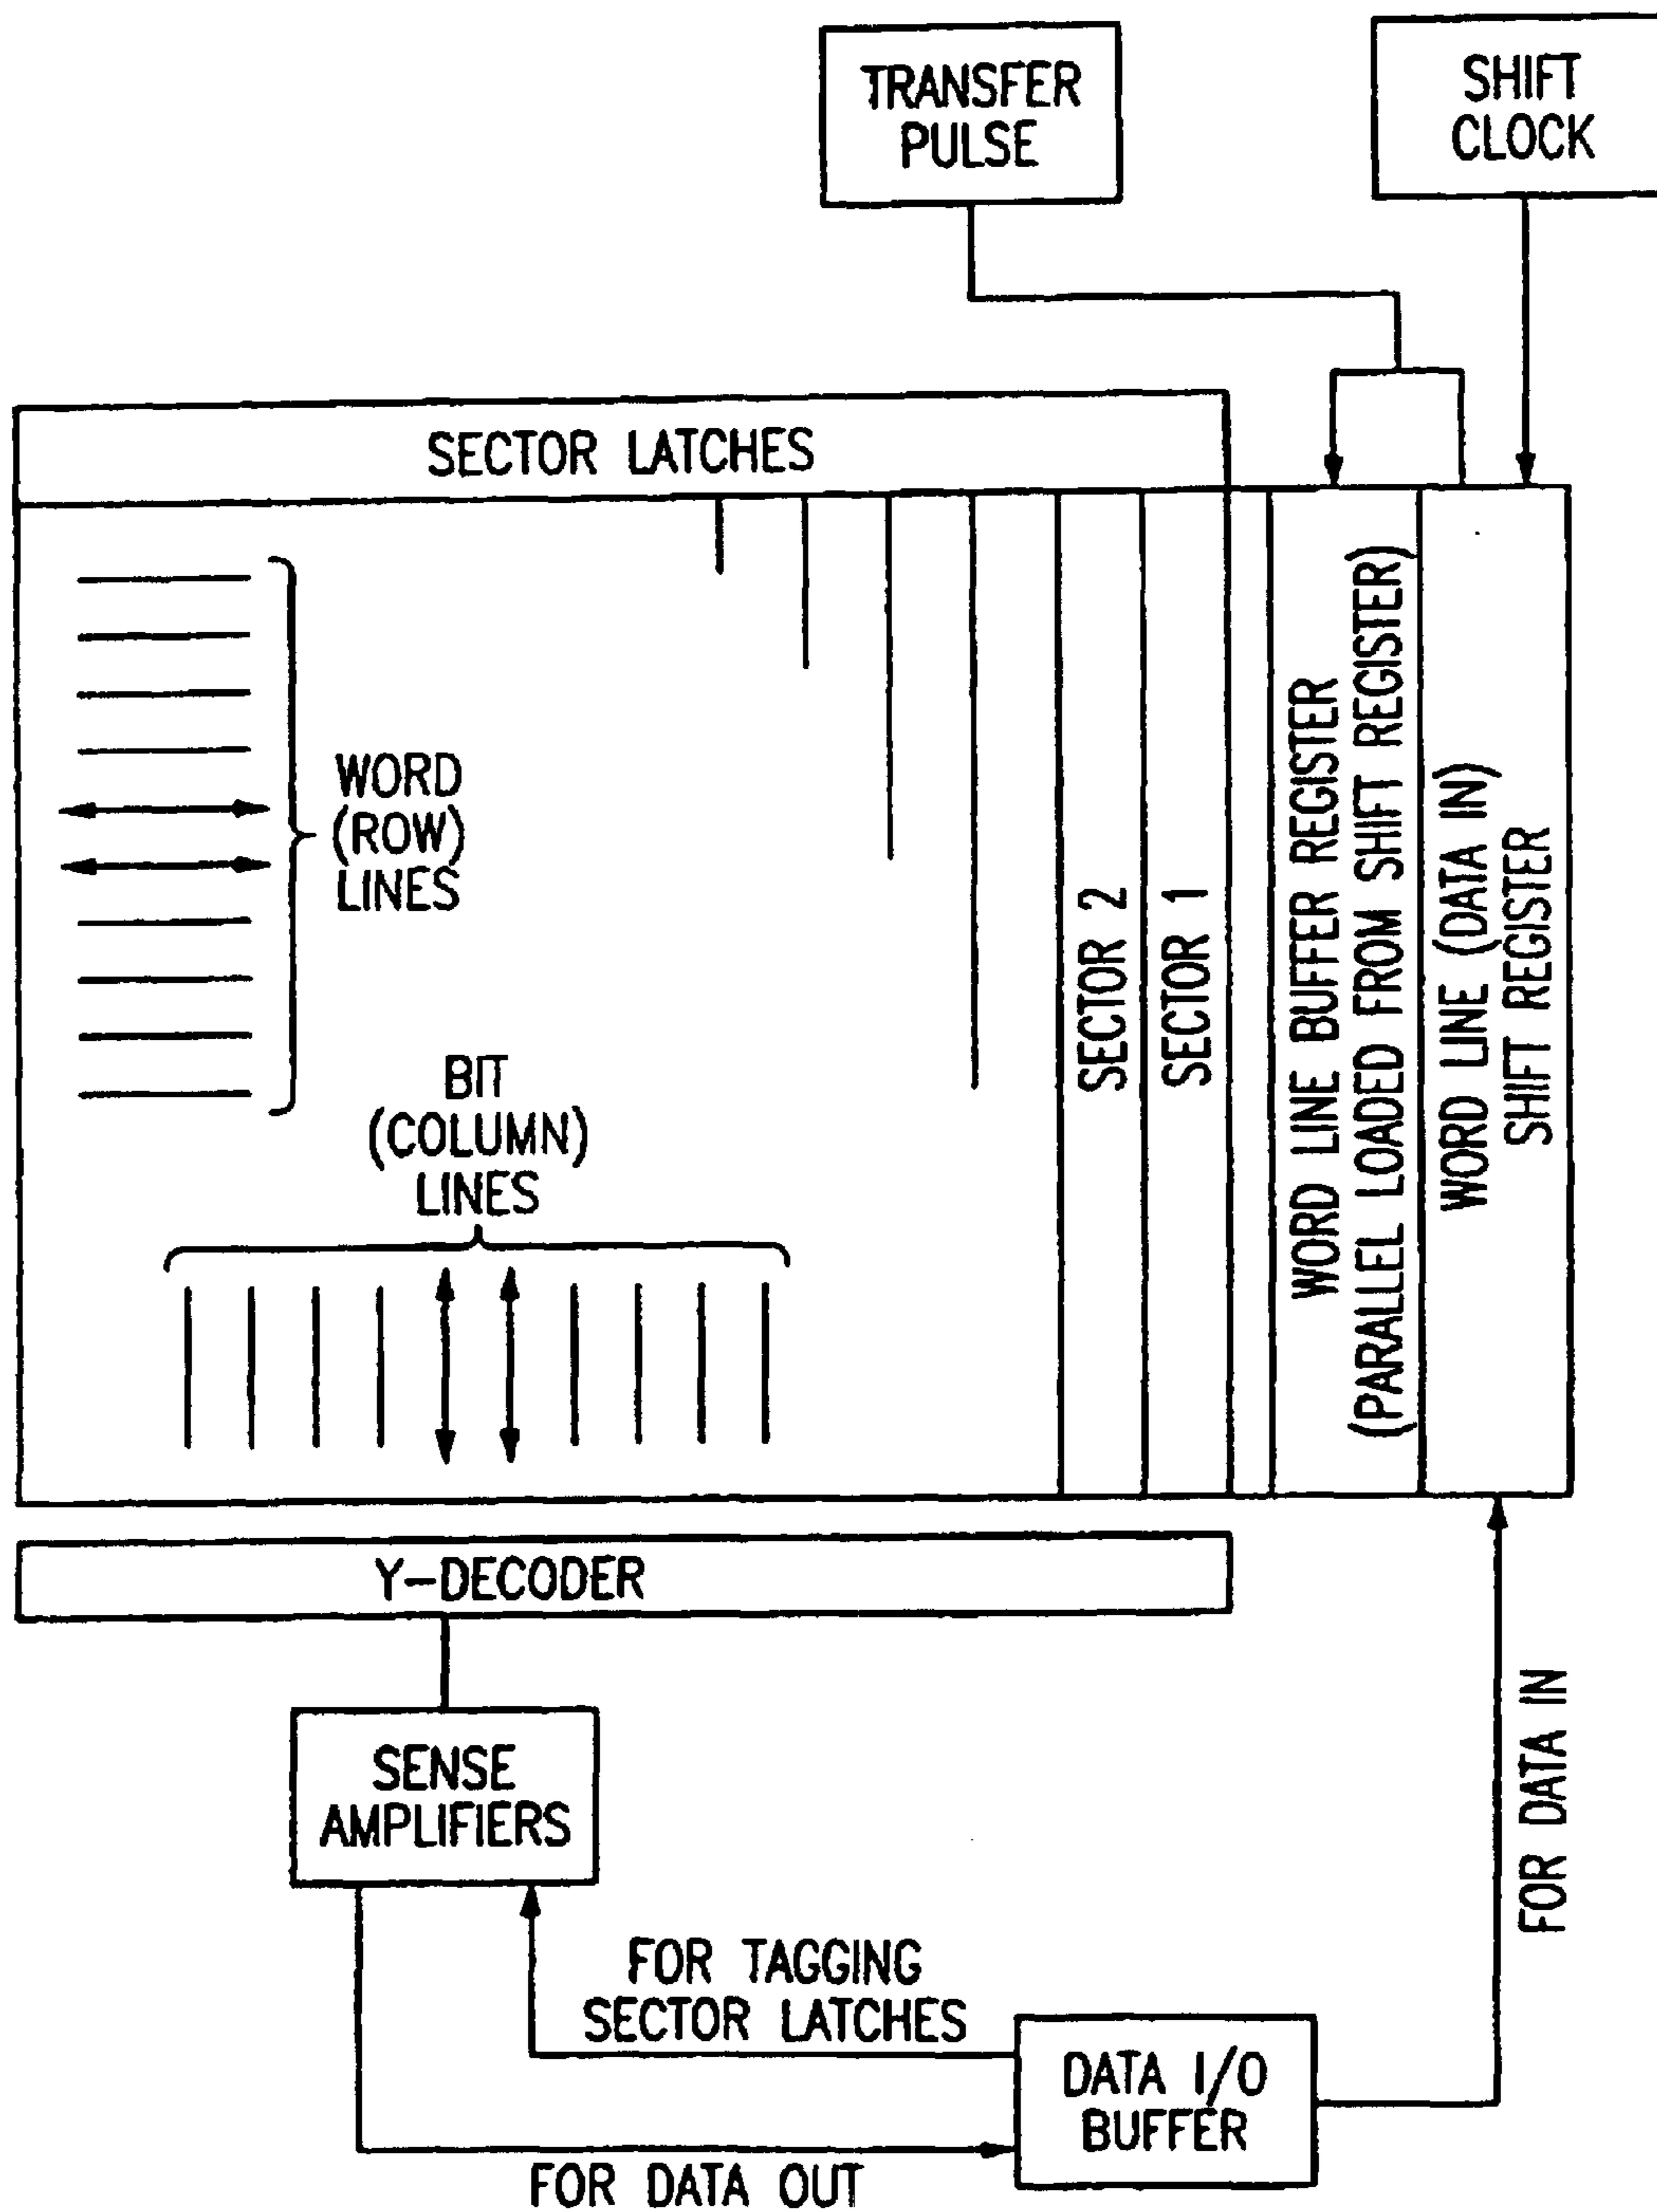 TRANSFER
PULSE
SHIFT
CLOCK
SECTOR LATCHES
WORD
(ROW)
LINES
BIT
(COLUMN)
LINES
SECTOR 2
SECTOR 1
WORD LINE BUFFER REGISTER
(PARALLEL LOADED FROM SHIFT REGISTER)
WORD LINE (DATA IN)
SHIFT REGISTER
Y-DECODER
SENSE
AMPLIFIERS
FOR TAGGING
SECTOR LATCHES
DATA I/O
BUFFER
FOR DATA IN
FOR DATA OUT